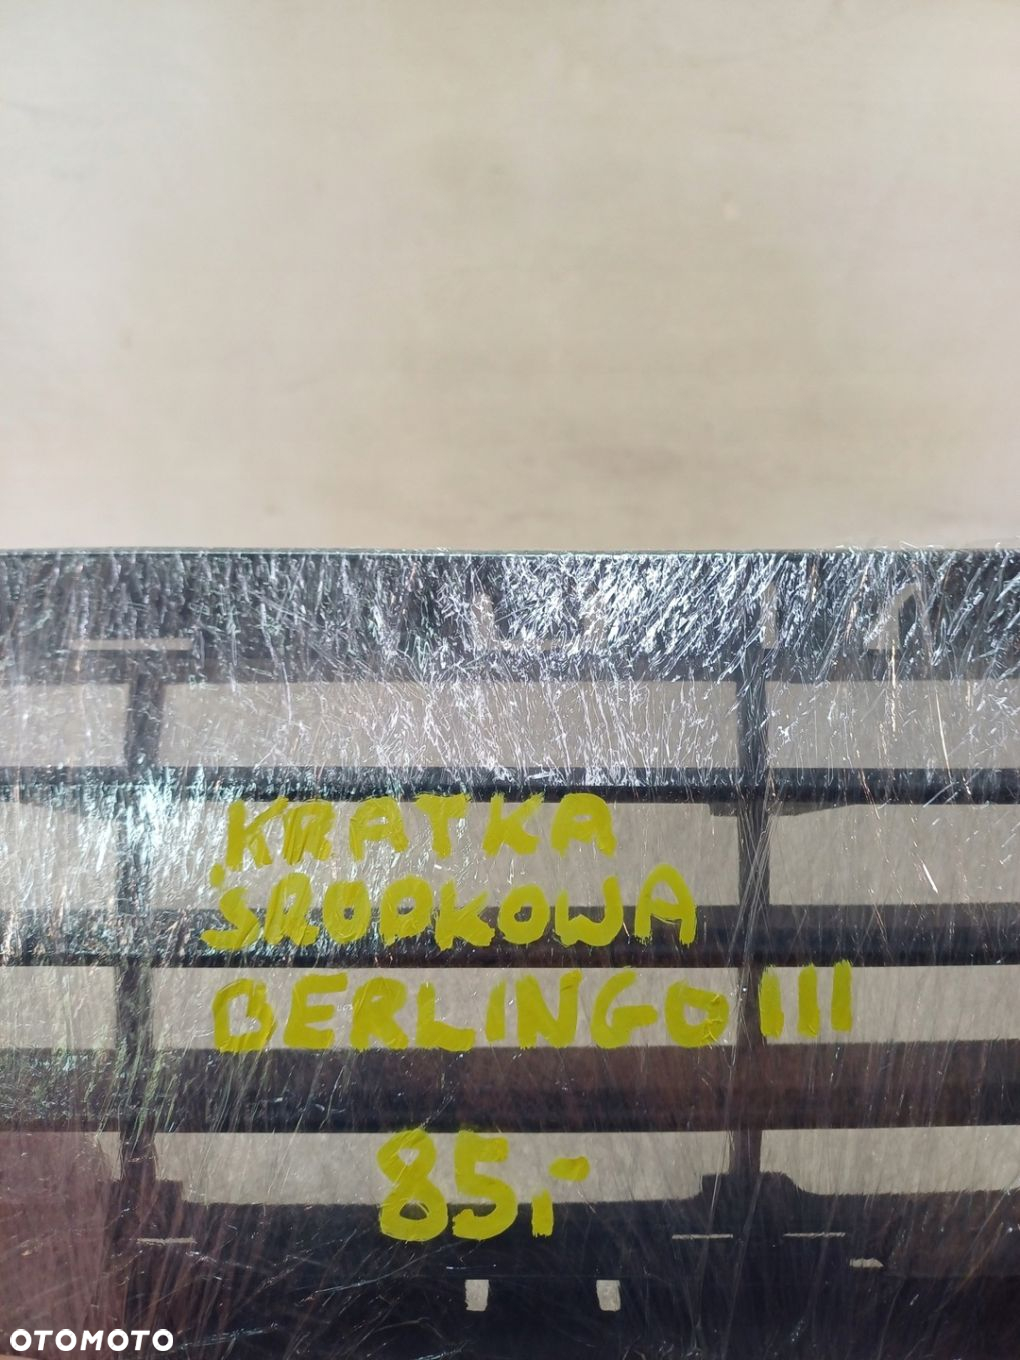 KRATKA
ŚRODKOWA
BERLINGO III
85,-
OTOMOTO